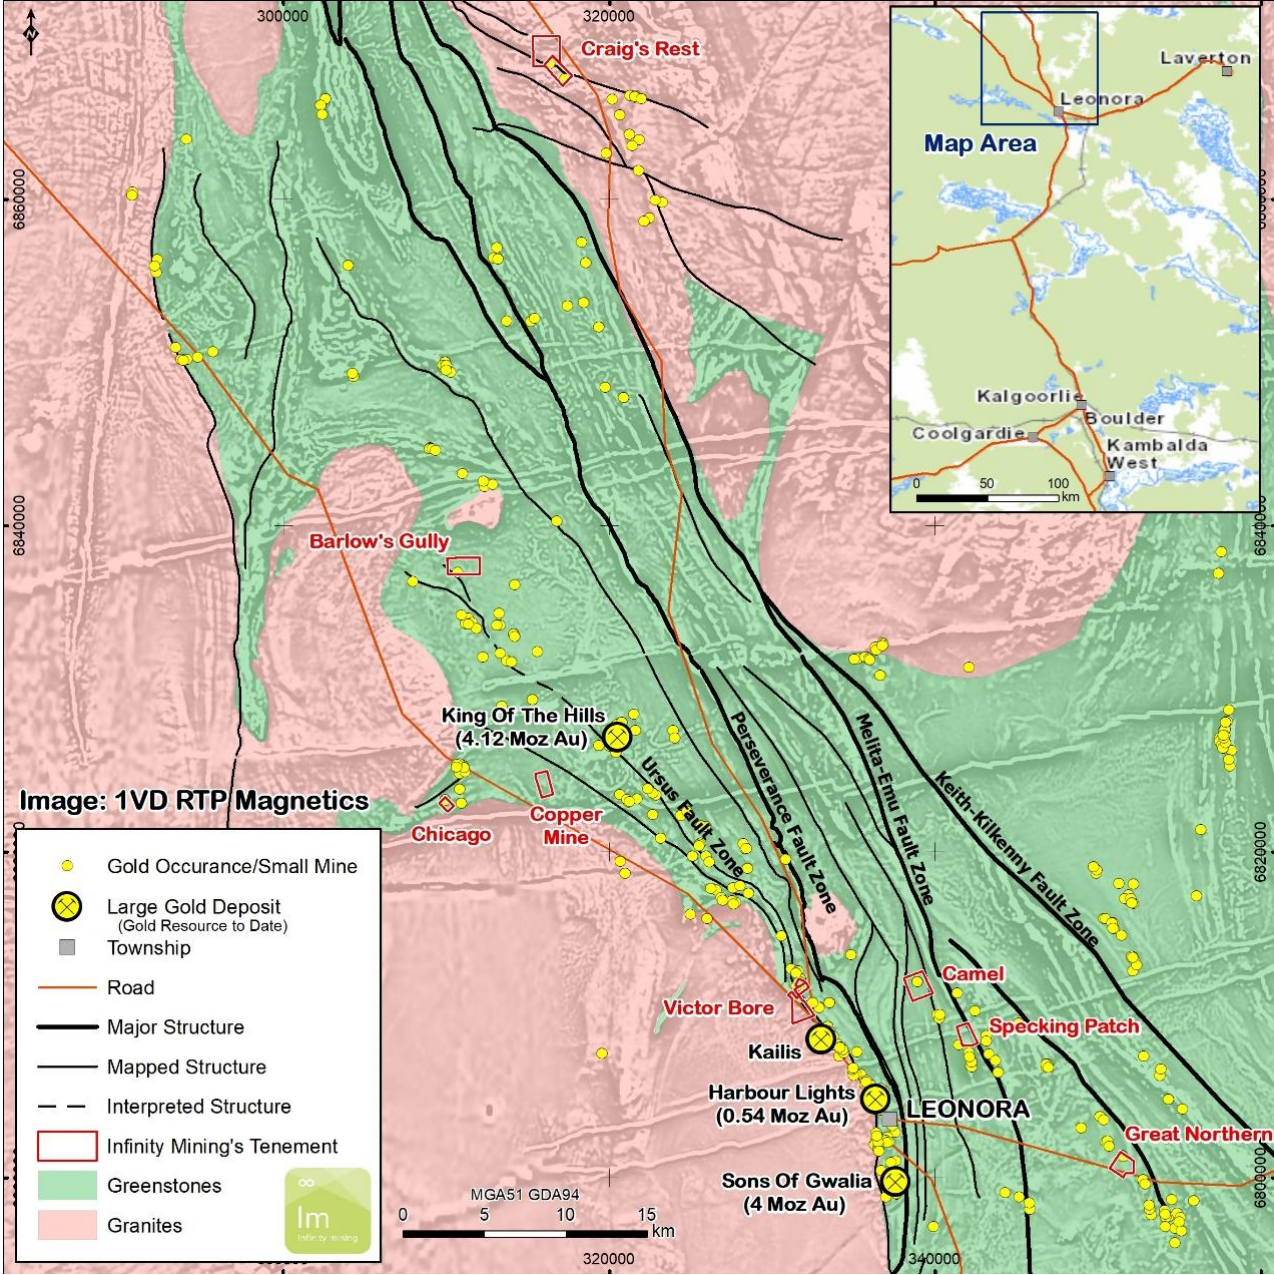 300000
320000
N
Craig's Rest
Laverton
Leonora
Map Area
6860000
Kalgoorlie
Boulder
Coolgardie
Kambalda
West
0 50 100 km
6840000
6840000
Barlow's Gully
King Of The Hills
(4.12 Moz Au)
Ursus Fault Zone
Perseverance Fault Zone
Melita-Emu Fault Zone
Keith-Kilkenny Fault Zone
Image: 1VD RTP Magnetics
Chicago
Copper
Mine
6820000
Gold Occurance/Small Mine
Large Gold Deposit
(Gold Resource to Date)
Township
Road
Major Structure
Mapped Structure
Interpreted Structure
Infinity Mining's Tenement
Greenstones
Granites
∞
Im
Infinity mining
Camel
Victor Bore
Specking Patch
Kailis
Harbour Lights
(0.54 Moz Au)
LEONORA
Great Northern
Sons Of Gwalia
(4 Moz Au)
6800000
MGA51 GDA94
0 5 10 15
km
320000
340000